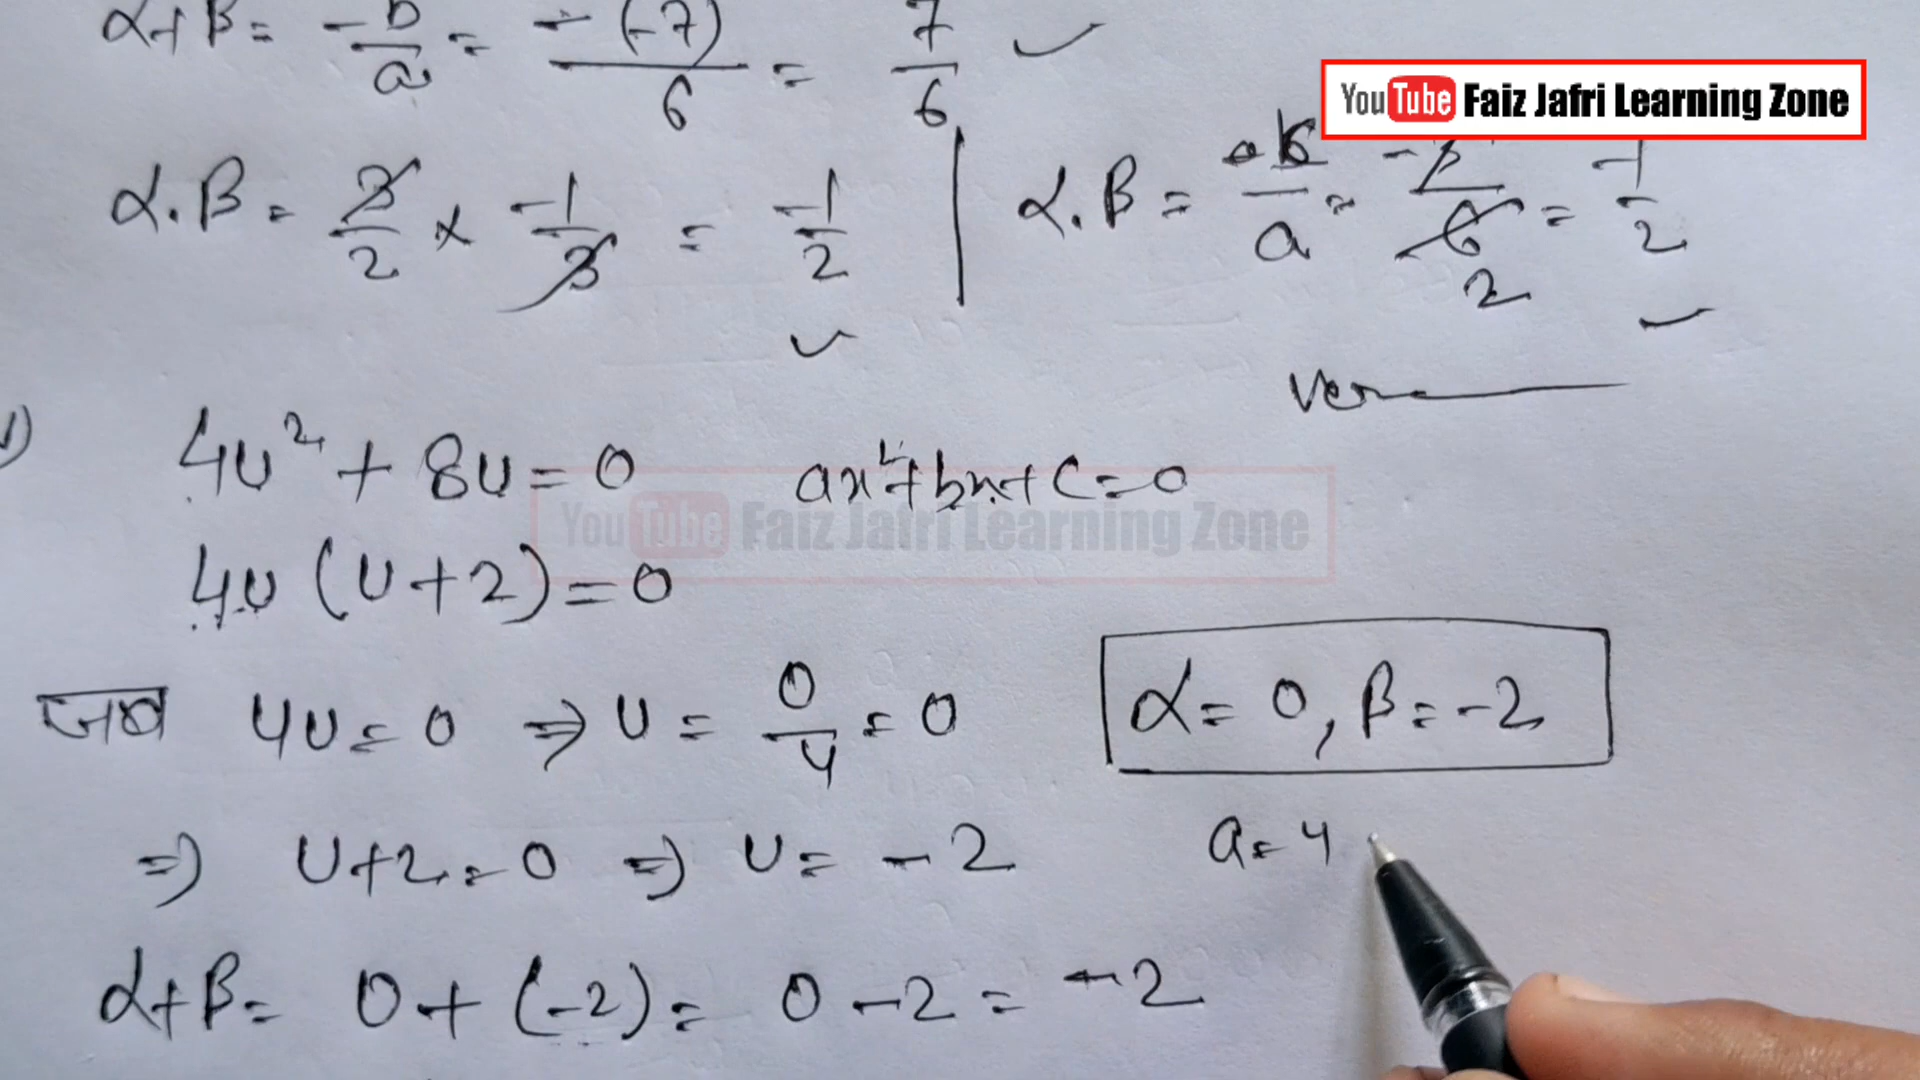 α+β = -b/a = -(-7)/6 = 7/6 ✓
YouTube Faiz Jafri Learning Zone
α.β = 3/2 × -1/3 = -1/2 ✓
α.β = /a = /6 2 = -1/2 ✓
4u² + 8u = 0
ax²+bx+c=0
YouTube Faiz Jafri Learning Zone
4u (u+2) = 0
जब 4u = 0 ⇒ u = 0/4 = 0
α = 0, β = -2
⇒ u+2 = 0 ⇒ u = -2
a = 4
α+β = 0 + (-2) = 0 - 2 = -2